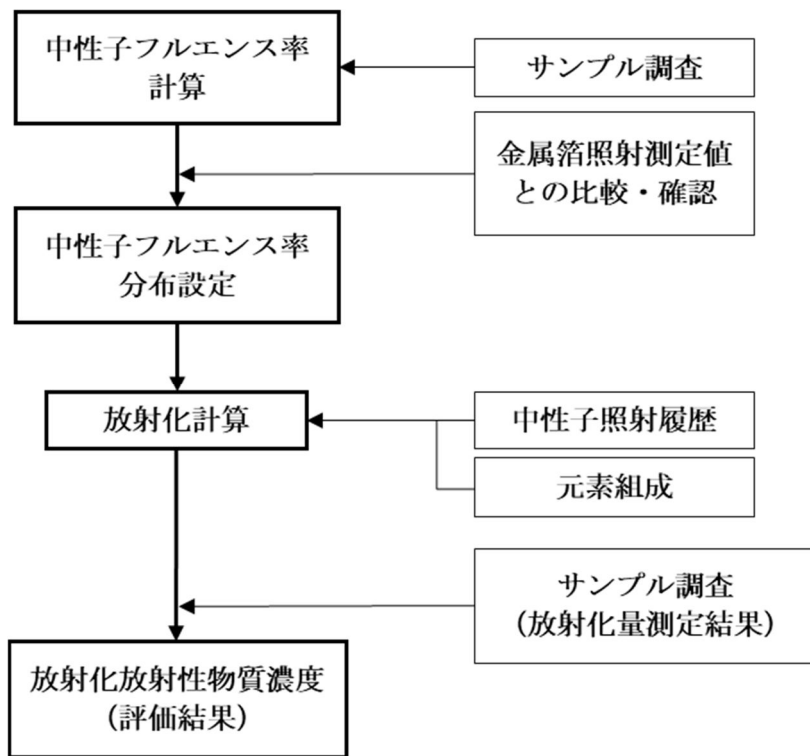 中性子フルエンス率
計算
サンプル調査
金属箔照射測定値
との比較・確認
中性子フルエンス率
分布設定
放射化計算
中性子照射履歴
元素組成
サンプル調査
(放射化量測定結果)
放射化放射性物質濃度
(評価結果)